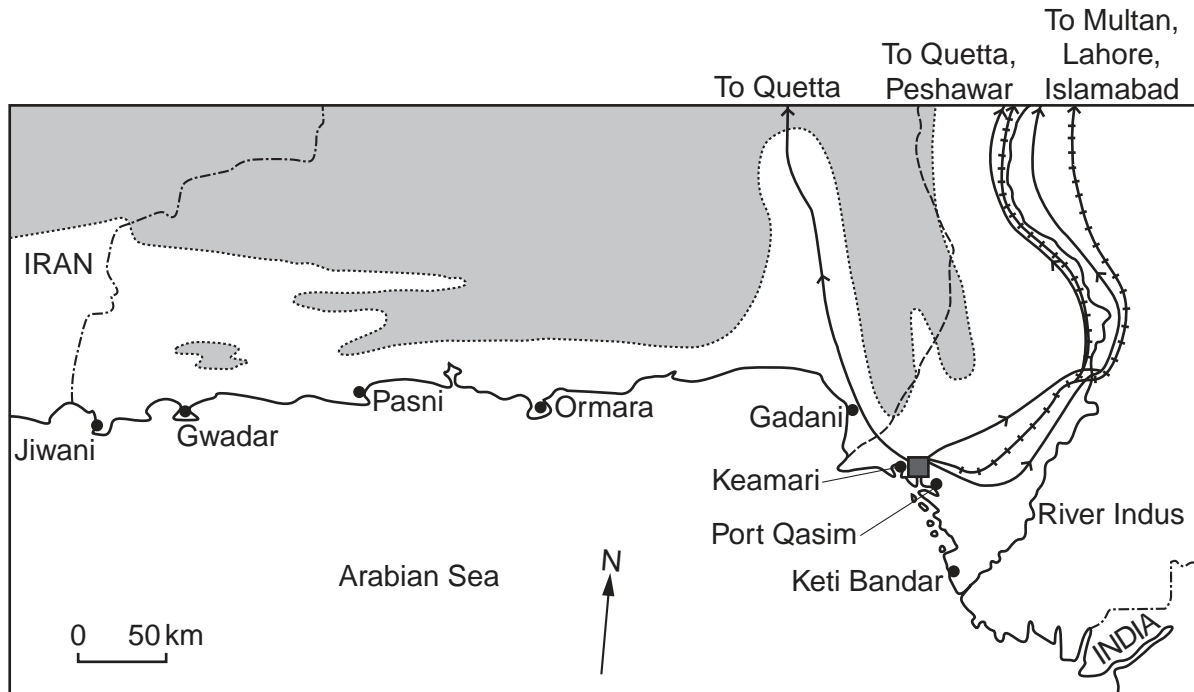 To Multan,
Lahore,
Islamabad
To Quetta,
Peshawar
To Quetta
IRAN
Pasni
Ormara
Gwadar
Jiwani
Gadani
Keamari
Port Qasim
River Indus
Keti Bandar
Arabian Sea
N
0 50 km
INDIA